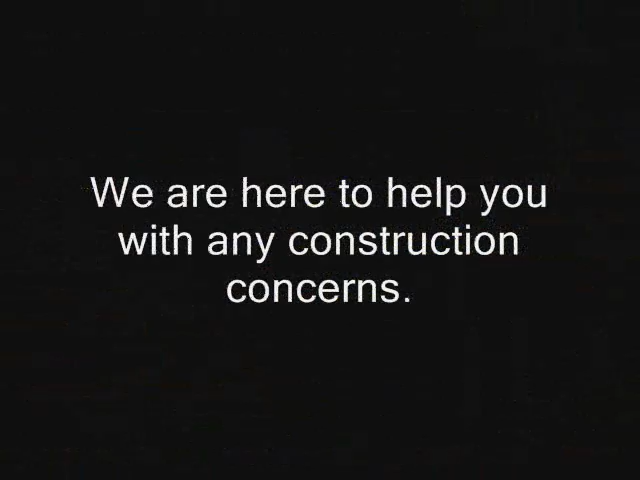 We are here to help you
with any construction
concerns.